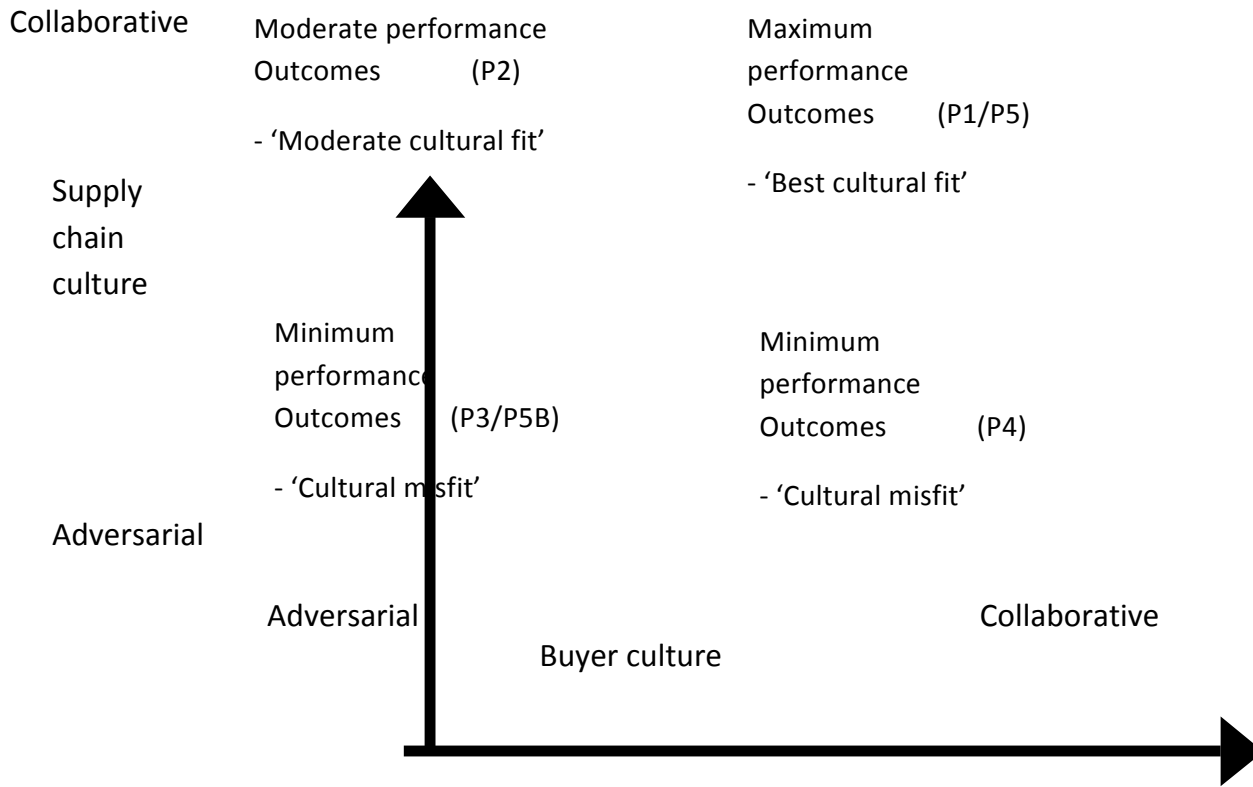 Collaborative
Moderate performance
Outcomes (P2)
- ‘Moderate cultural fit’
Maximum
performance
Outcomes (P1/P5)
- ‘Best cultural fit’
Supply
chain
culture
Minimum
performance
Outcomes (P3/P5B)
- ‘Cultural misfit’
Minimum
performance
Outcomes (P4)
- ‘Cultural misfit’
Adversarial
Adversarial
Collaborative
Buyer culture